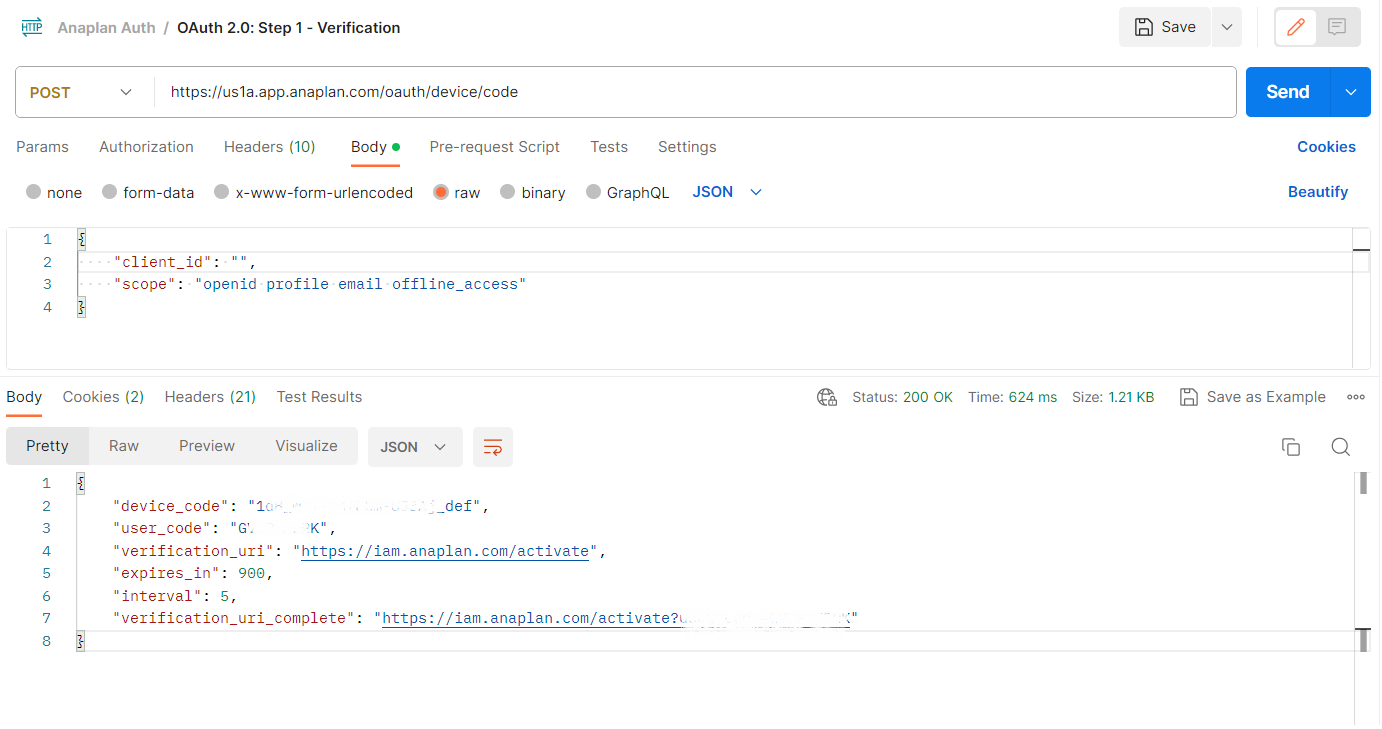 HTTP Anaplan Auth / OAuth 2.0: Step 1 - Verification Save
POST https://us1a.app.anaplan.com/oauth/device/code Send
Params Authorization Headers (10) Body Pre-request Script Tests Settings Cookies
none form-data x-www-form-urlencoded raw binary GraphQL JSON Beautify
1 {
2 "client_id": "",
3 "scope": "openid profile email offline_access"
4 }
Body Cookies (2) Headers (21) Test Results Status: 200 OK Time: 624 ms Size: 1.21 KB Save as Example
Pretty Raw Preview Visualize JSON
1 {
2 "device_code":
3 "user_code":
4 "verification_uri": "https://iam.anaplan.com/activate",
5 "expires_in": 900,
6 "interval": 5,
7 "verification_uri_complete": "https://iam.anaplan.com/activate?
8 }